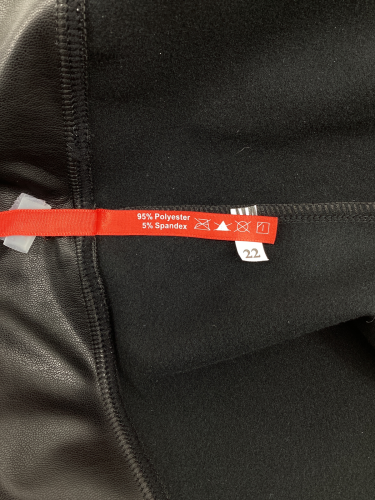 95% Polyester
5% Spandex
22